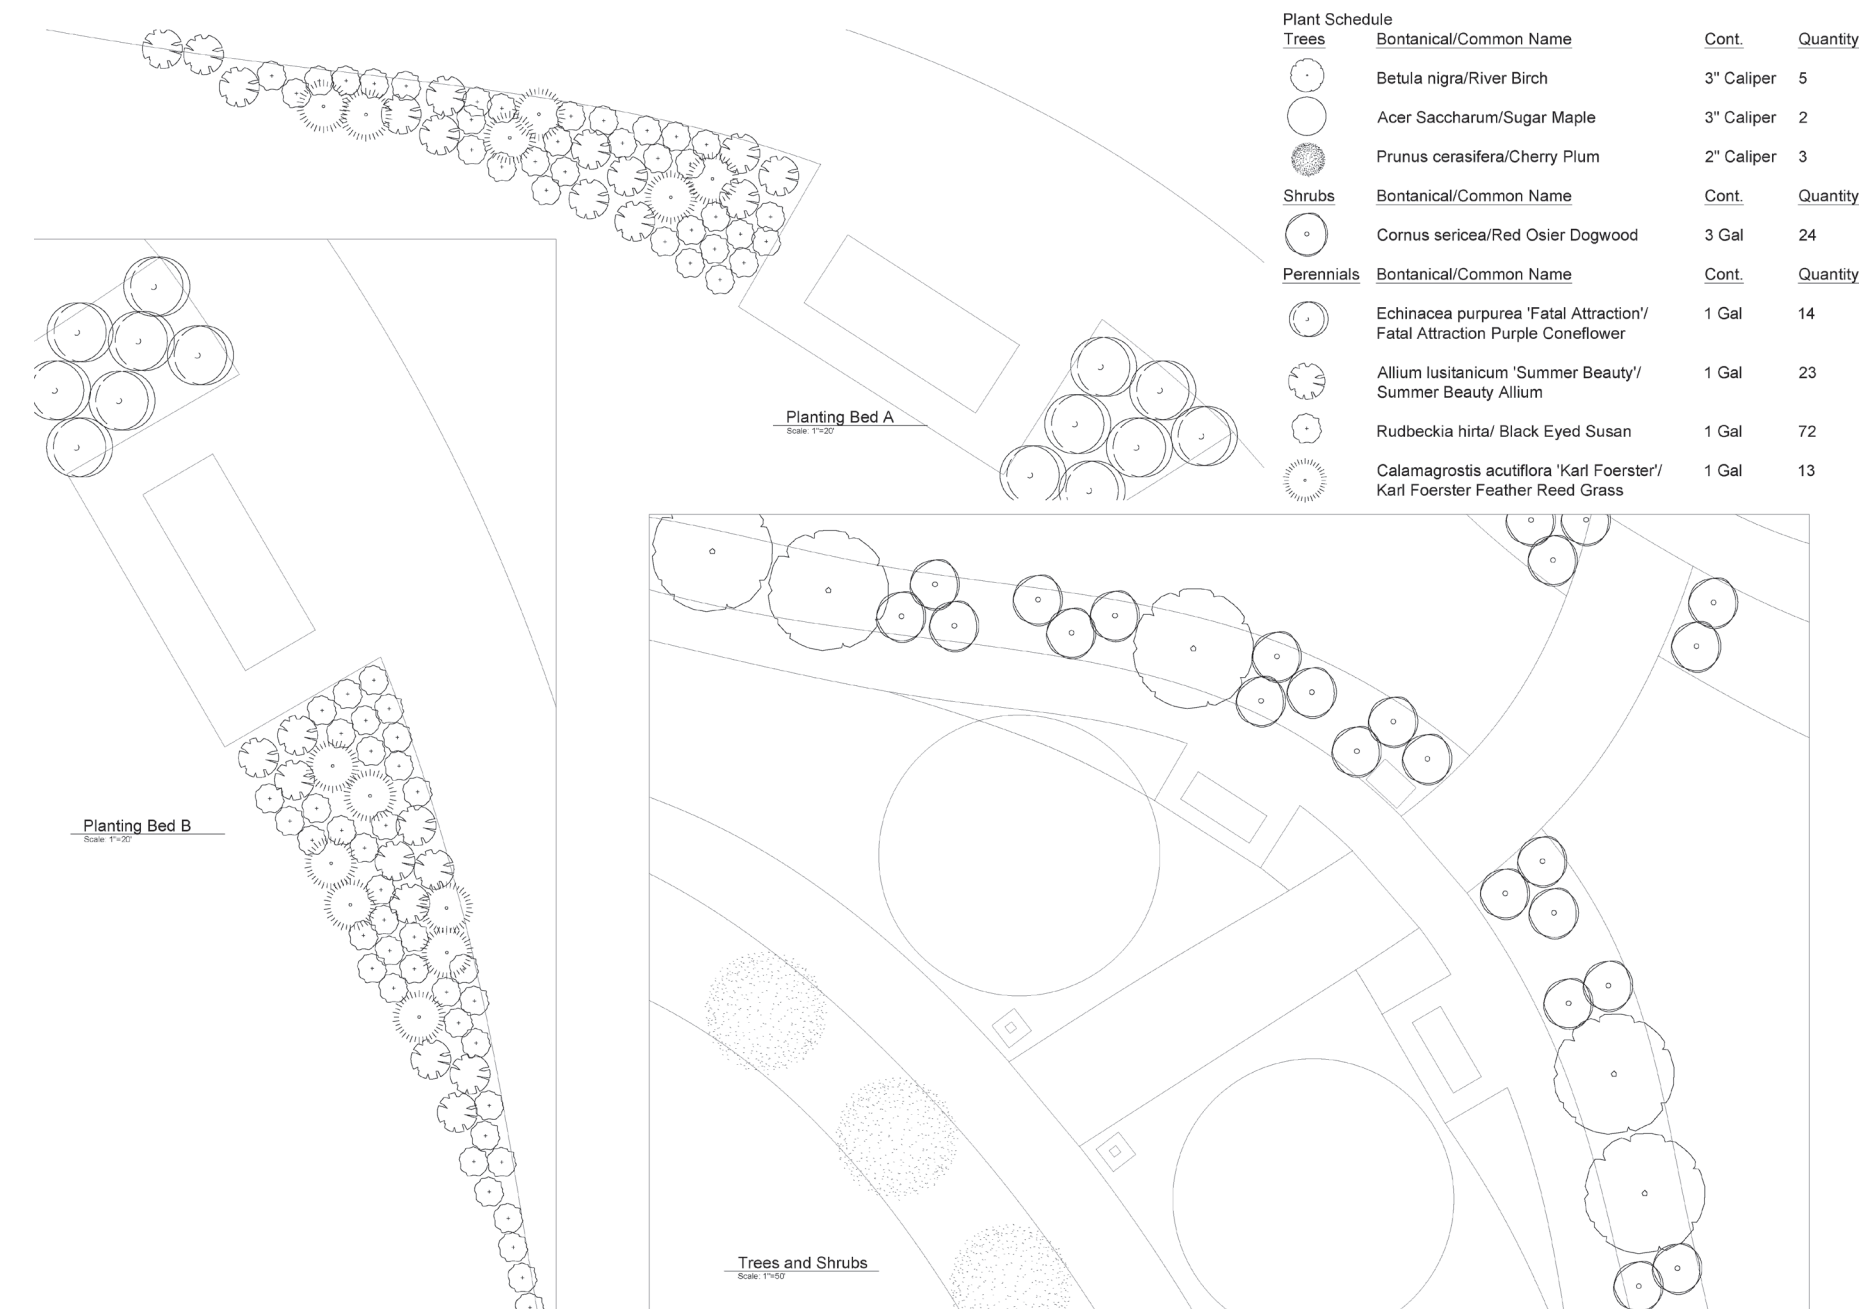 Plant Schedule
Trees Bontanical/Common Name Cont. Quantity
Betula nigra/River Birch 3" Caliper 5
Acer Saccharum/Sugar Maple 3" Caliper 2
Prunus cerasifera/Cherry Plum 2" Caliper 3
Shrubs Bontanical/Common Name Cont. Quantity
Cornus sericea/Red Osier Dogwood 3 Gal 24
Perennials Bontanical/Common Name Cont. Quantity
Echinacea purpurea 'Fatal Attraction'/ 1 Gal 14
Fatal Attraction Purple Coneflower
Allium lusitanicum 'Summer Beauty'/ 1 Gal 23
Summer Beauty Allium
Rudbeckia hirta/ Black Eyed Susan 1 Gal 72
Calamagrostis acutiflora 'Karl Foerster'/ 1 Gal 13
Karl Foerster Feather Reed Grass
Planting Bed A
Scale: 1"=20'
Planting Bed B
Scale: 1"=20'
Trees and Shrubs
Scale: 1"=50'